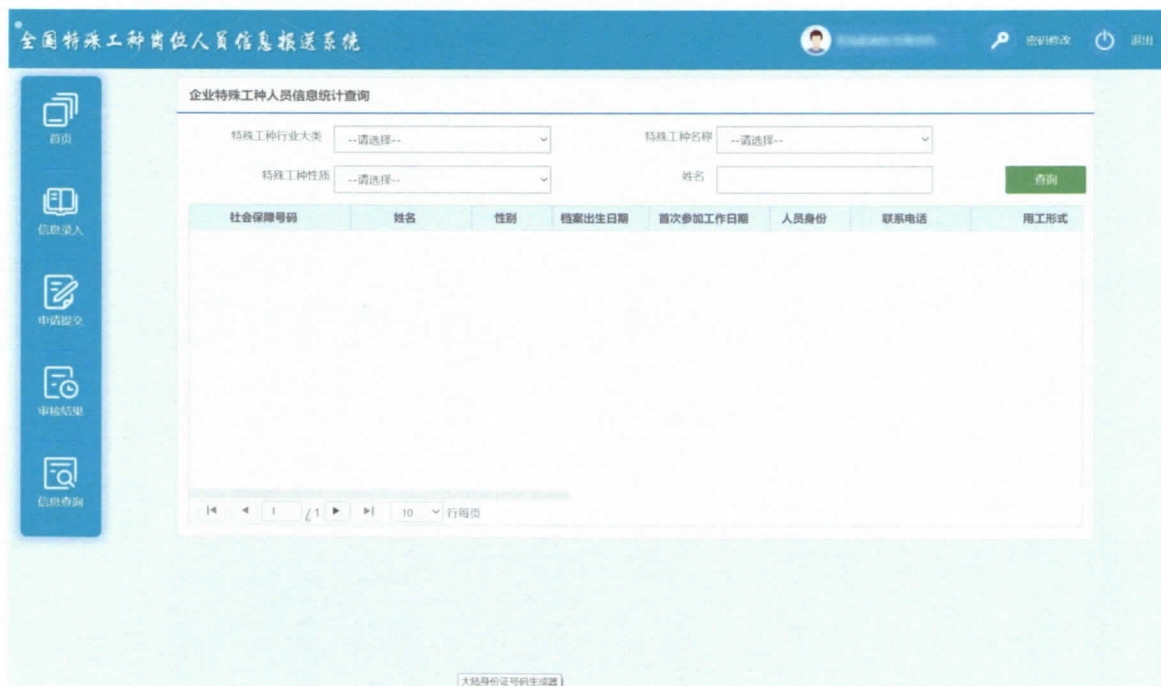 全国特殊工种岗位人员信息报送系统
密码修改 退出
首页
信息录入
申请提交
审核结果
信息查询
企业特殊工种人员信息统计查询
特殊工种行业大类 --请选择-- 特殊工种名称 --请选择--
特殊工种性质 --请选择-- 姓名 查询
社会保障号码 姓名 性别 档案出生日期 首次参加工作日期 人员身份 联系电话 用工形式
1 / 1 10 行每页
大陆身份证号码生成器